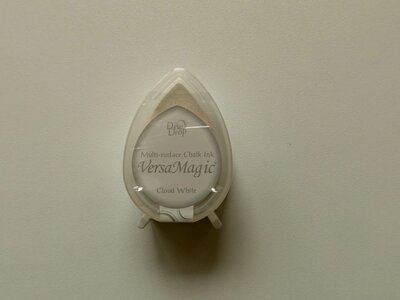 Dew
Drop
Multi-surface Chalk Ink
VersaMagic
Cloud White